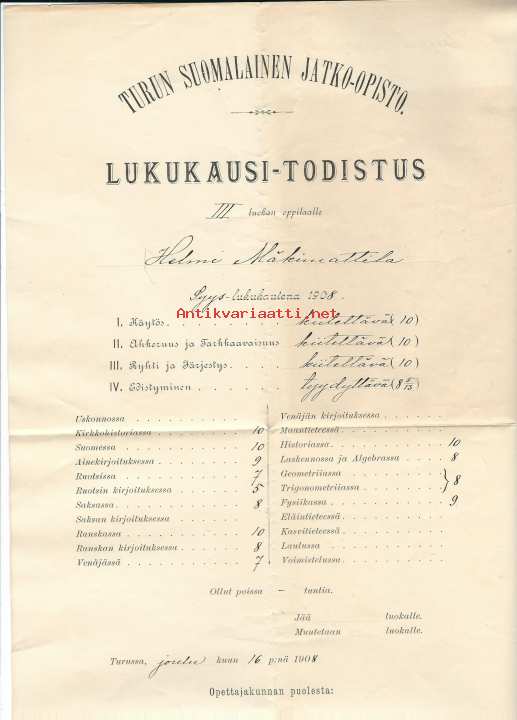 TURUN SUOMALAINEN JATKO-OPISTO.
LUKUKAUSI-TODISTUS
III luokan oppilaalle
Helmi Mäkimattila
Syys-lukukautena 1908.
Antikvariaatti.net
I. Käytös. kiitettävä (10)
II. Ahkeruus ja Tarkkaavaisuus kiitettävä (10)
III. Ryhti ja Järjestys. kiitettävä (10)
IV. Edistyminen. tyydyttävä (8 2/13)
Uskonnossa
Kirkkohistoriassa 10
Suomessa 10
Ainekirjoituksessa 9
Ruotsissa 7
Ruotsin kirjoituksessa 5
Saksassa 8
Saksan kirjoituksessa
Ranskassa 10
Ranskan kirjoituksessa 8
Venäjässä 7
Venäjän kirjoituksessa
Maantieteessä
Historiassa 10
Laskennossa ja Algebrassa 8
Geometriiassa
Trigonometriiassa } 8
Fysiikassa 9
Eläintieteessä
Kasvitieteessä
Laulussa
Voimistelussa
Ollut poissa — tuntia.
Jää luokalle.
Muutetaan luokalle.
Turussa, joulu kuun 16 p:nä 1908
Opettajakunnan puolesta: